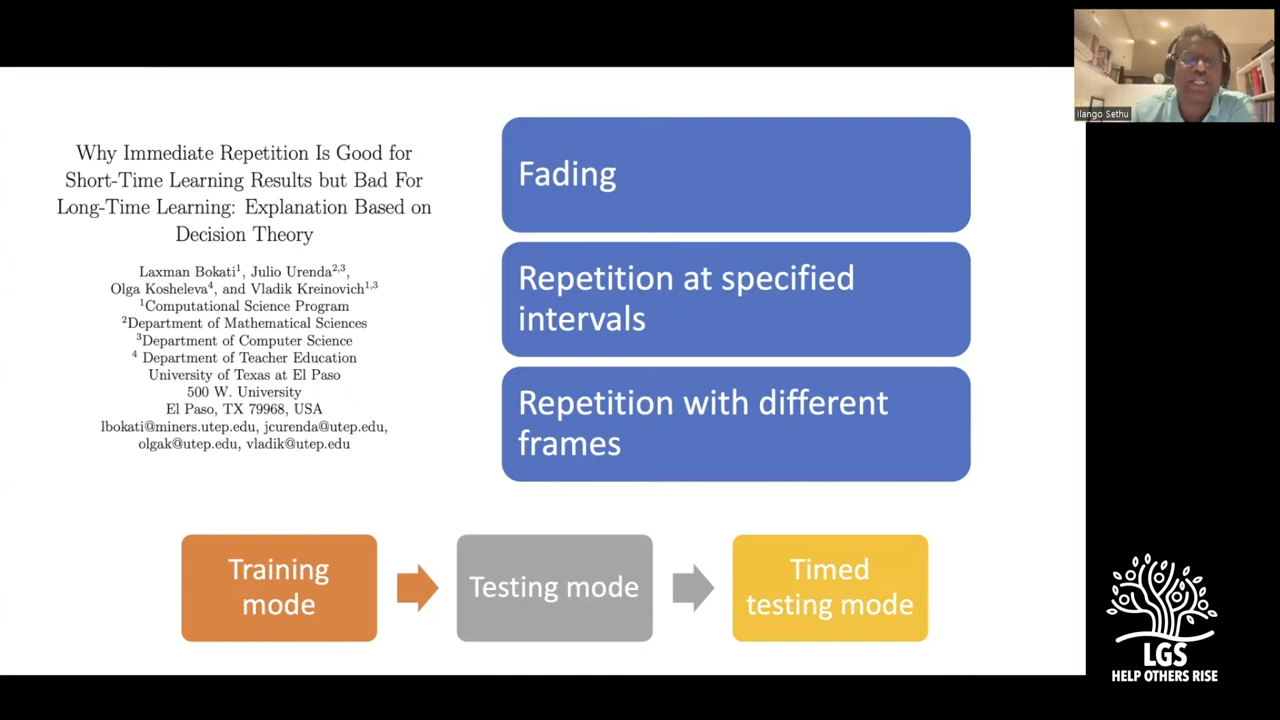 Why Immediate Repetition Is Good for
Short-Time Learning Results but Bad For
Long-Time Learning: Explanation Based on
Decision Theory
Laxman Bokati¹, Julio Urenda²,³,
Olga Kosheleva⁴, and Vladik Kreinovich¹,³
¹Computational Science Program
²Department of Mathematical Sciences
³Department of Computer Science
⁴ Department of Teacher Education
University of Texas at El Paso
500 W. University
El Paso, TX 79968, USA
lbokati@miners.utep.edu, jcurenda@utep.edu,
olgak@utep.edu, vladik@utep.edu
Fading
Repetition at specified
intervals
Repetition with different
frames
Training
mode
Testing mode
Timed
testing mode
Ilango Sethu
LGS
HELP OTHERS RISE